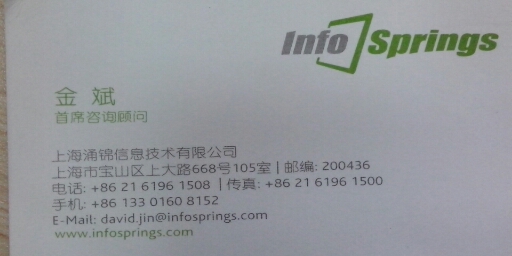 Info Springs
金 斌
首席咨询顾问
上海涌锦信息技术有限公司
上海市宝山区上大路668号105室 | 邮编: 200436
电话: +86 21 6196 1508 | 传真: +86 21 6196 1500
手机: +86 133 0160 8152
E-Mail: david.jin@infosprings.com
www.infosprings.com